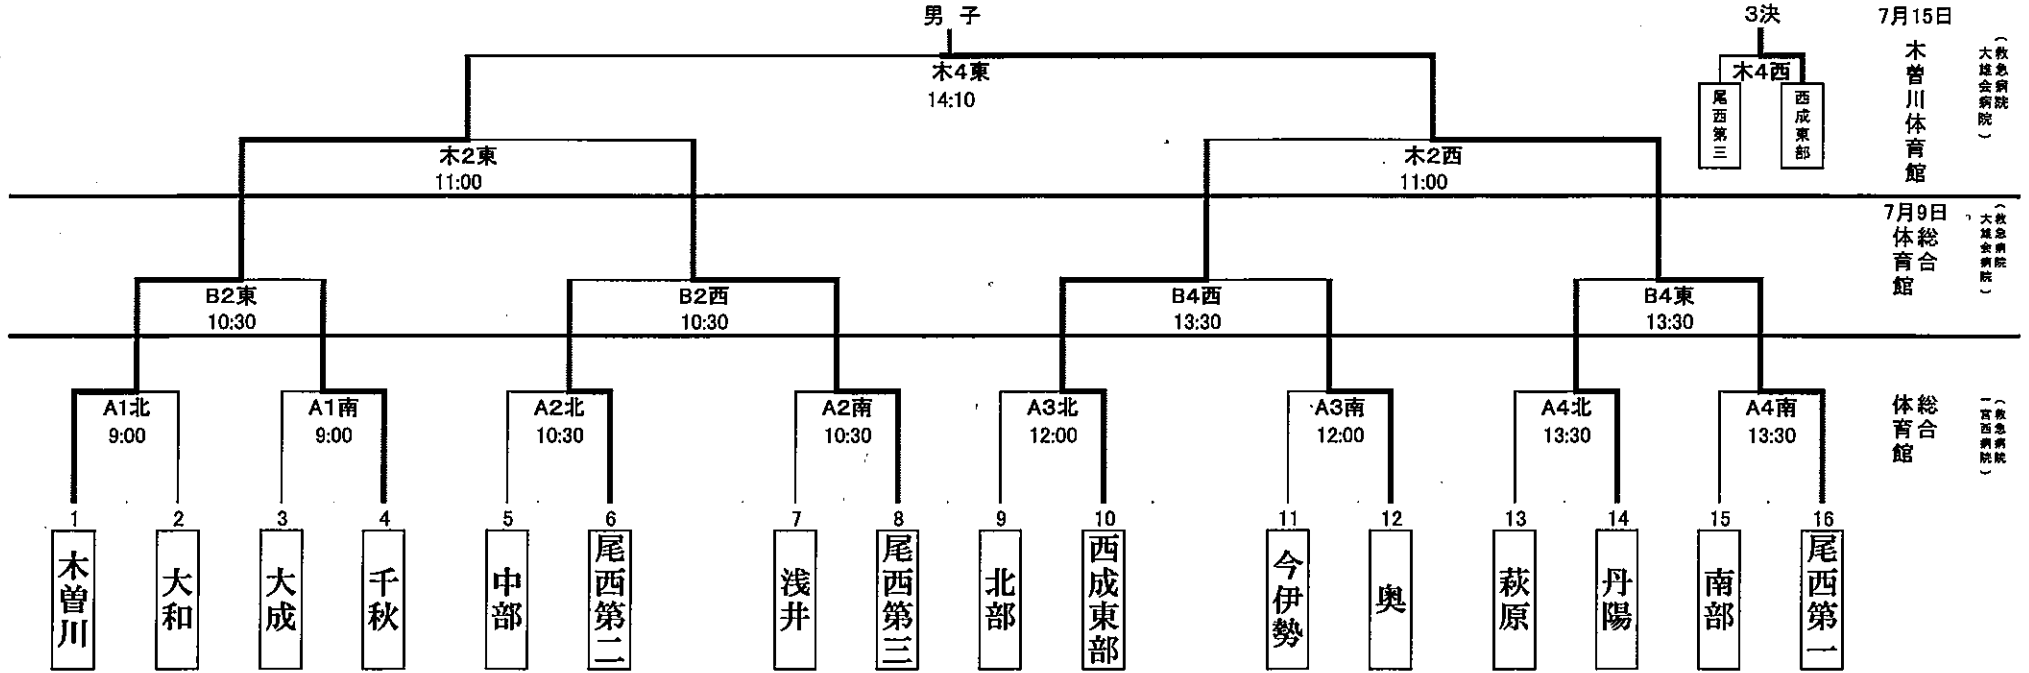 男 子
3決
7月15日
木曽川体育館
(救急病院
大雄会病院)
木4東
14:10
木4西
尾西第三
西成東部
木2東
11:00
木2西
11:00
7月9日
総合
体育館
(救急病院
大雄会病院)
B2東
10:30
B2西
10:30
B4西
13:30
B4東
13:30
A1北
9:00
A1南
9:00
A2北
10:30
A2南
10:30
A3北
12:00
A3南
12:00
A4北
13:30
A4南
13:30
総合
体育館
(救急病院
一宮西病院)
1
2
3
4
5
6
7
8
9
10
11
12
13
14
15
16
木曽川
大和
大成
千秋
中部
尾西第二
浅井
尾西第三
北部
西成東部
今伊勢
奥
萩原
丹陽
南部
尾西第一